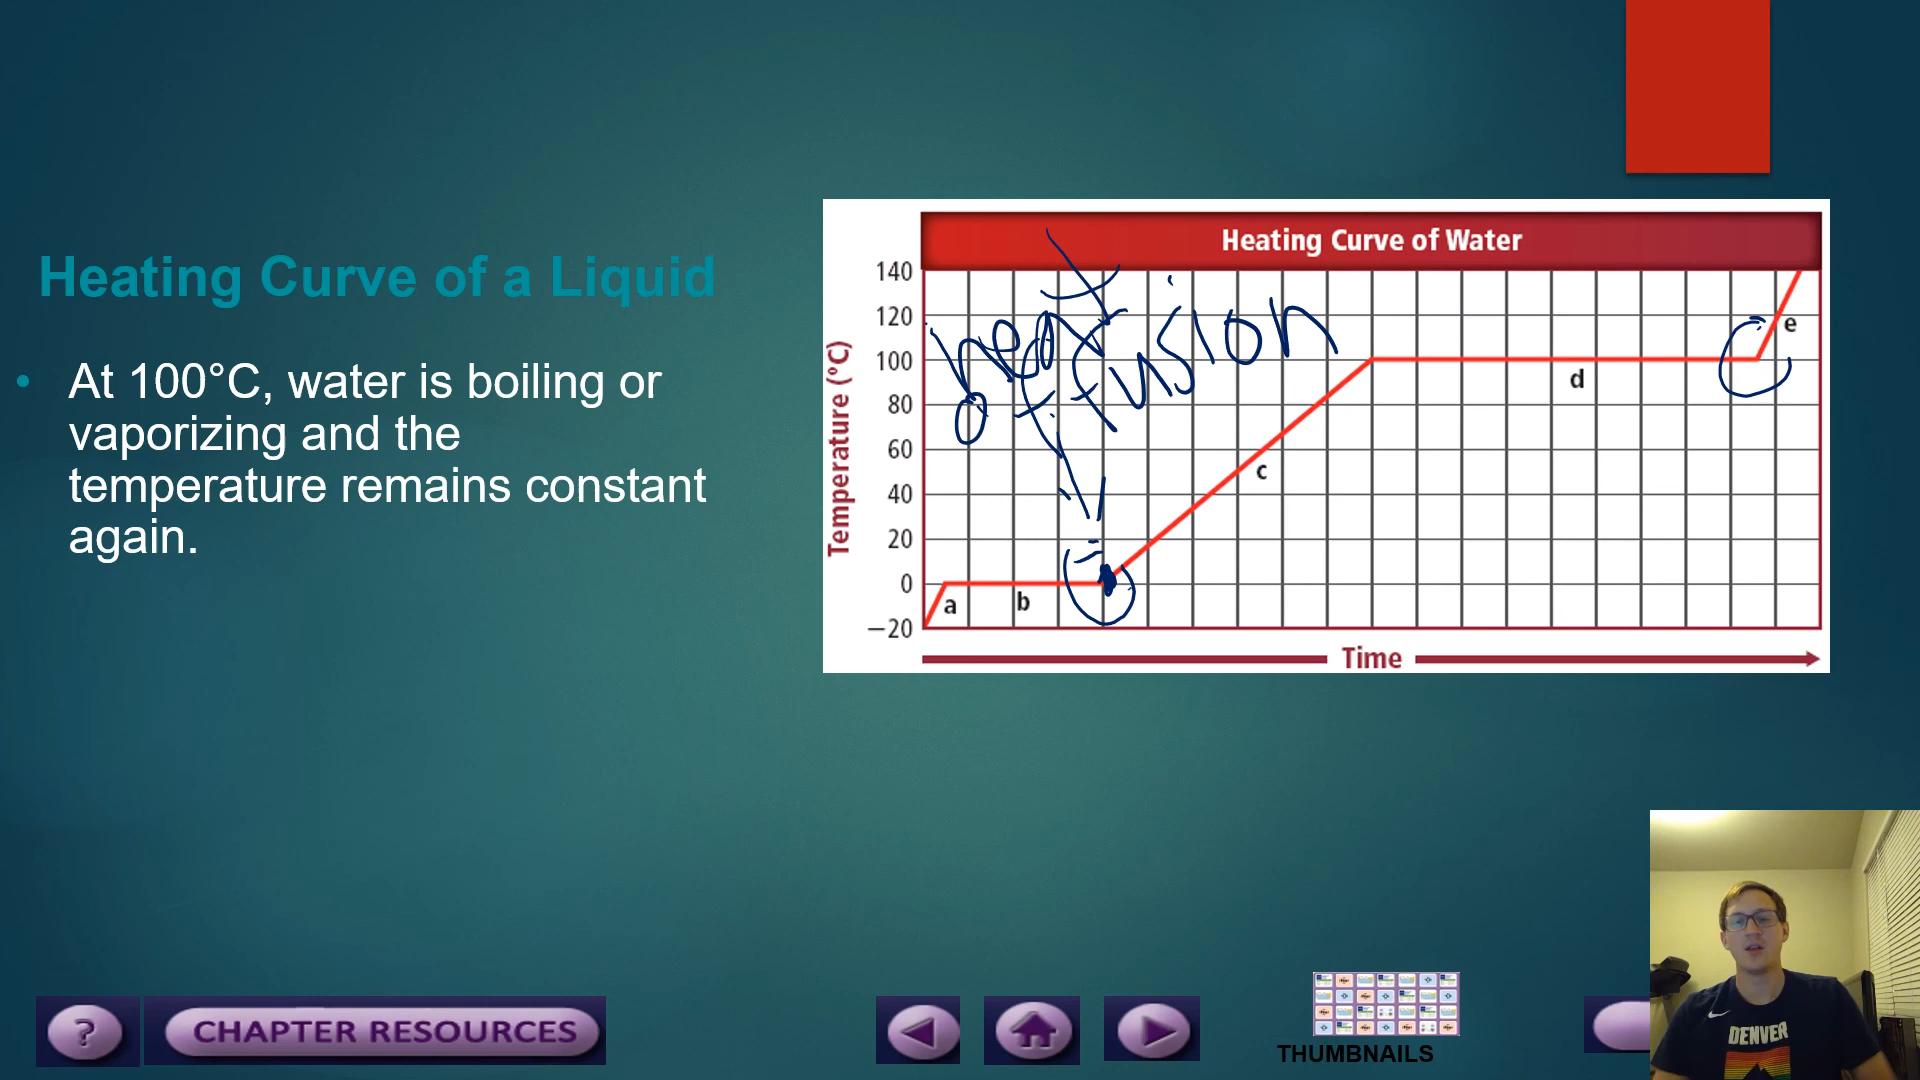 Heating Curve of a Liquid
• At 100°C, water is boiling or
vaporizing and the
temperature remains constant
again.
Heating Curve of Water
Temperature (°C)
140
120
100
80
60
40
20
0
−20
a
b
c
d
e
heat
of fusion
Time
?
CHAPTER RESOURCES
THUMBNAILS
DENVER